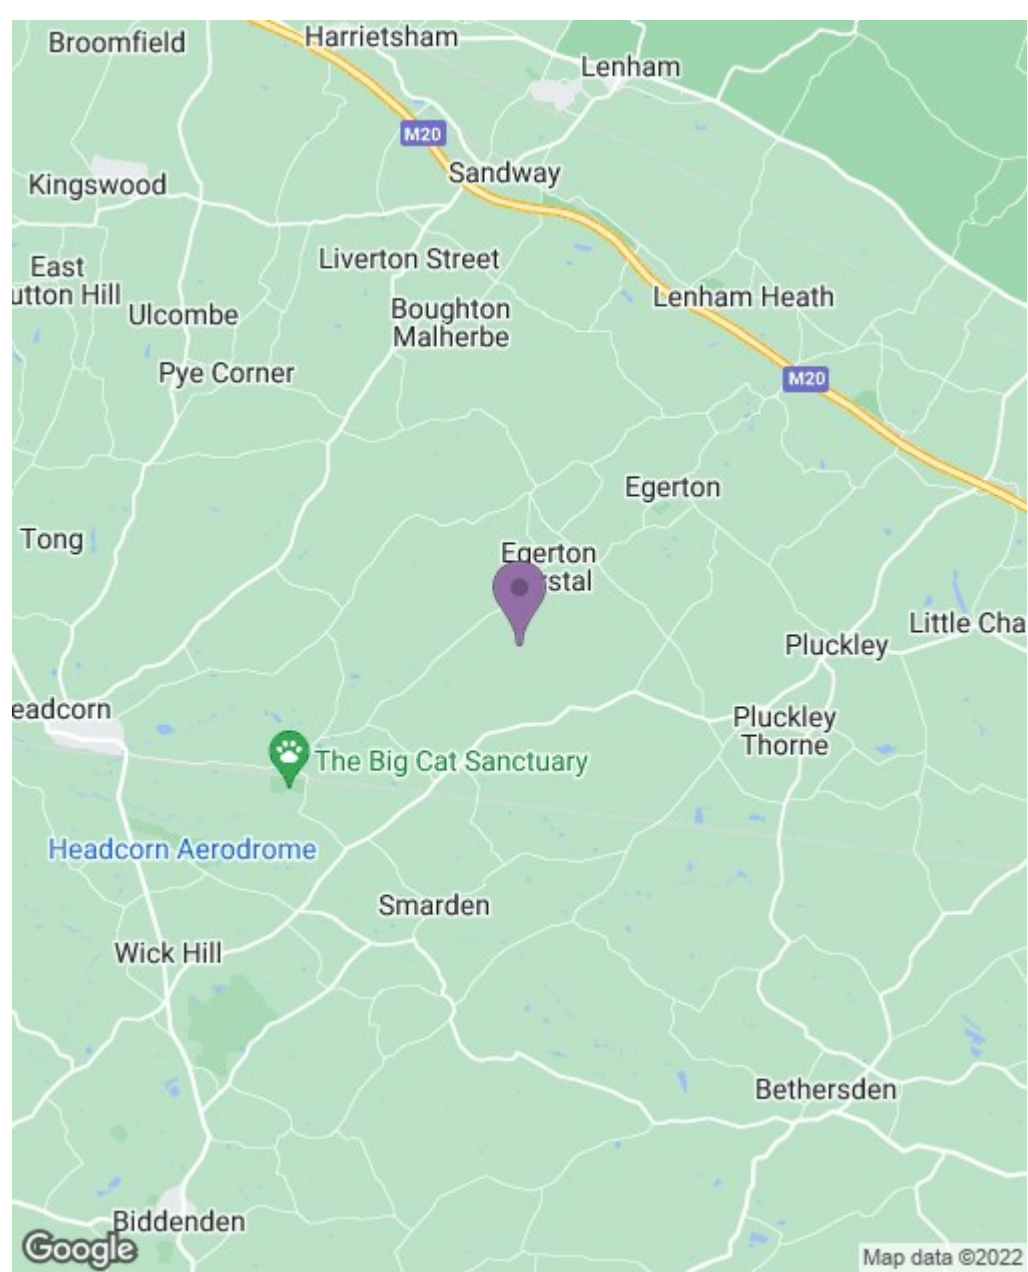 Broomfield
Harrietsham
Lenham
M20
Sandway
Kingswood
Liverton Street
East
utton Hill
Lenham Heath
Ulcombe
Boughton
Malherbe
Pye Corner
M20
Egerton
Tong
Egerton
stal
Little Cha
Pluckley
eadcorn
Pluckley
Thorne
The Big Cat Sanctuary
Headcorn Aerodrome
Smarden
Wick Hill
Bethersden
Biddenden
Google
Map data ©2022